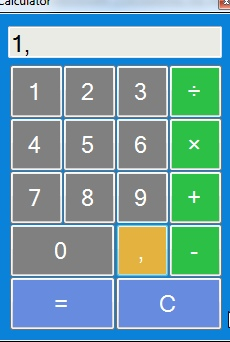 Calculator
1,
1 2 3 ÷
4 5 6 ×
7 8 9 +
0 , -
= C